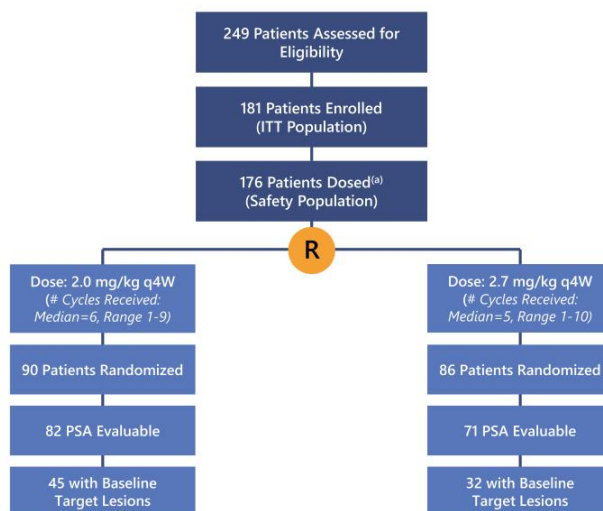 249 Patients Assessed for
Eligibility
181 Patients Enrolled
(ITT Population)
176 Patients Dosed(a)
(Safety Population)
R
Dose: 2.0 mg/kg q4W
(# Cycles Received:
Median=6, Range 1-9)
90 Patients Randomized
82 PSA Evaluable
45 with Baseline
Target Lesions
Dose: 2.7 mg/kg q4W
(# Cycles Received:
Median=5, Range 1-10)
86 Patients Randomized
71 PSA Evaluable
32 with Baseline
Target Lesions